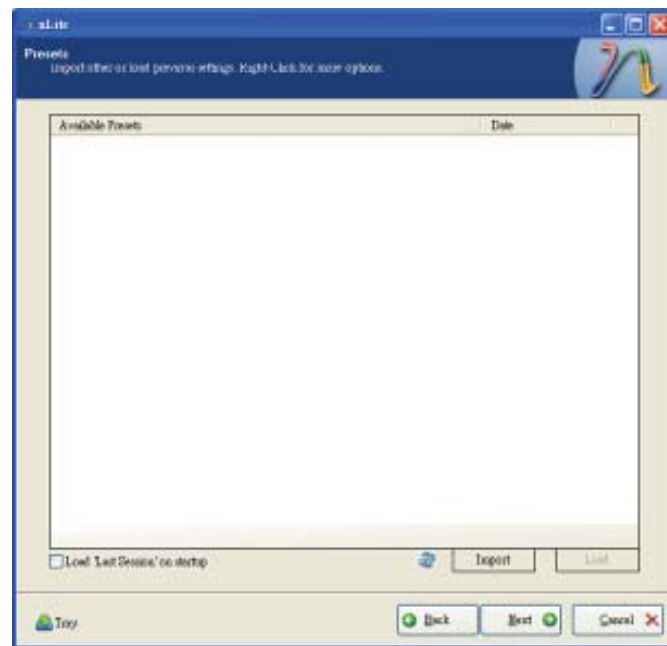 nLite
Presets
Import other or load previous settings. Right-Click for more options.
Available Presets Date
Load 'Last Session' on startup
Import Load
Tray
Back Next Cancel